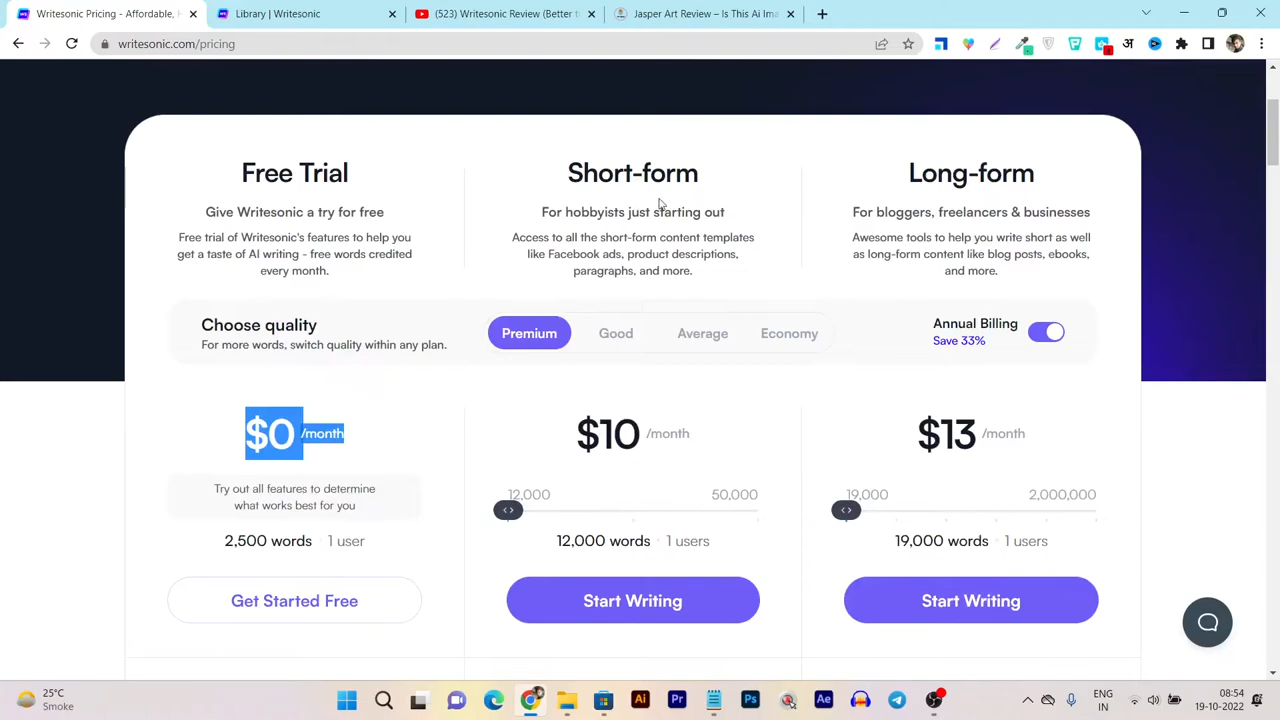 Writesonic Pricing - Affordable,
Library | Writesonic
(523) Writesonic Review (Better t
Jasper Art Review – Is This Ai Ima
writesonic.com/pricing
Free Trial
Give Writesonic a try for free
Free trial of Writesonic's features to help you
get a taste of AI writing - free words credited
every month.
Short-form
For hobbyists just starting out
Access to all the short-form content templates
like Facebook ads, product descriptions,
paragraphs, and more.
Long-form
For bloggers, freelancers & businesses
Awesome tools to help you write short as well
as long-form content like blog posts, ebooks,
and more.
Choose quality
For more words, switch quality within any plan.
Premium
Good
Average
Economy
Annual Billing
Save 33%
$0 /month
Try out all features to determine
what works best for you
2,500 words · 1 user
Get Started Free
$10 /month
12,000 50,000
12,000 words · 1 users
Start Writing
$13 /month
19,000 2,000,000
19,000 words · 1 users
Start Writing
25°C
Smoke
ENG
IN
08:54
19-10-2022